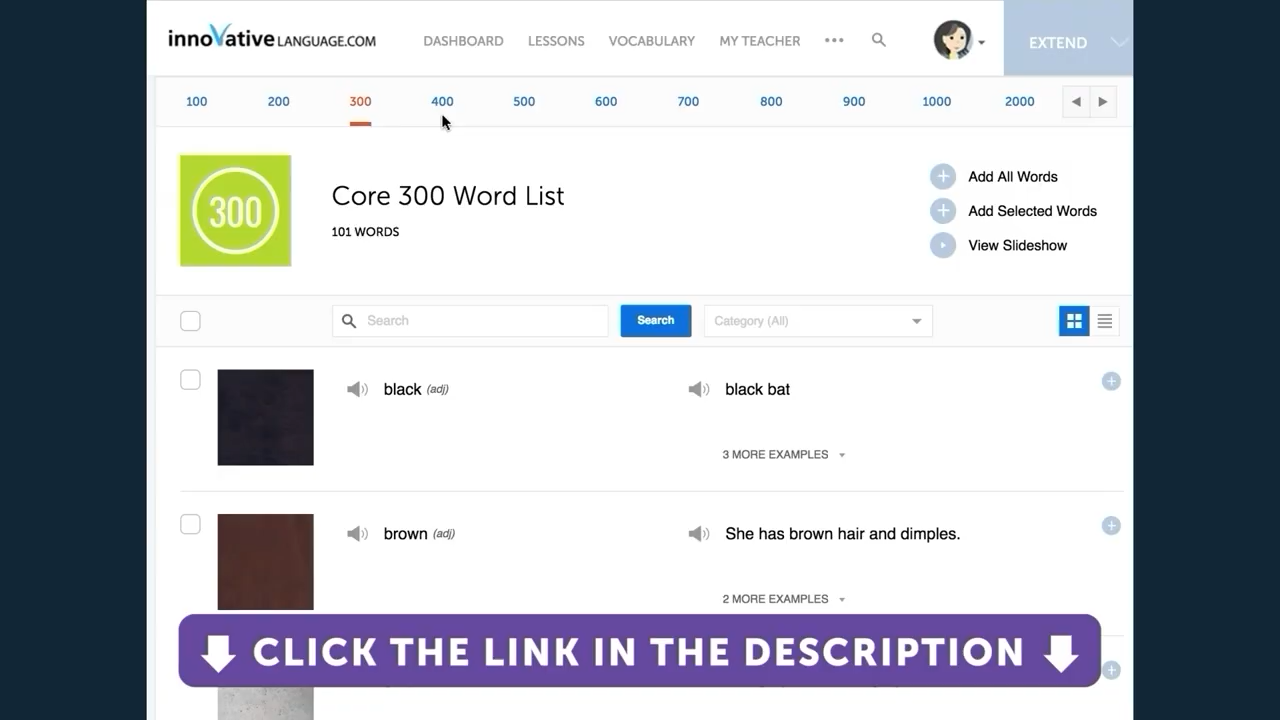 innoVative LANGUAGE.COM
DASHBOARD LESSONS VOCABULARY MY TEACHER EXTEND
100 200 300 400 500 600 700 800 900 1000 2000
300
Core 300 Word List
101 WORDS
Add All Words
Add Selected Words
View Slideshow
Search Search Category (All)
black (adj) black bat
3 MORE EXAMPLES
brown (adj) She has brown hair and dimples.
2 MORE EXAMPLES
CLICK THE LINK IN THE DESCRIPTION